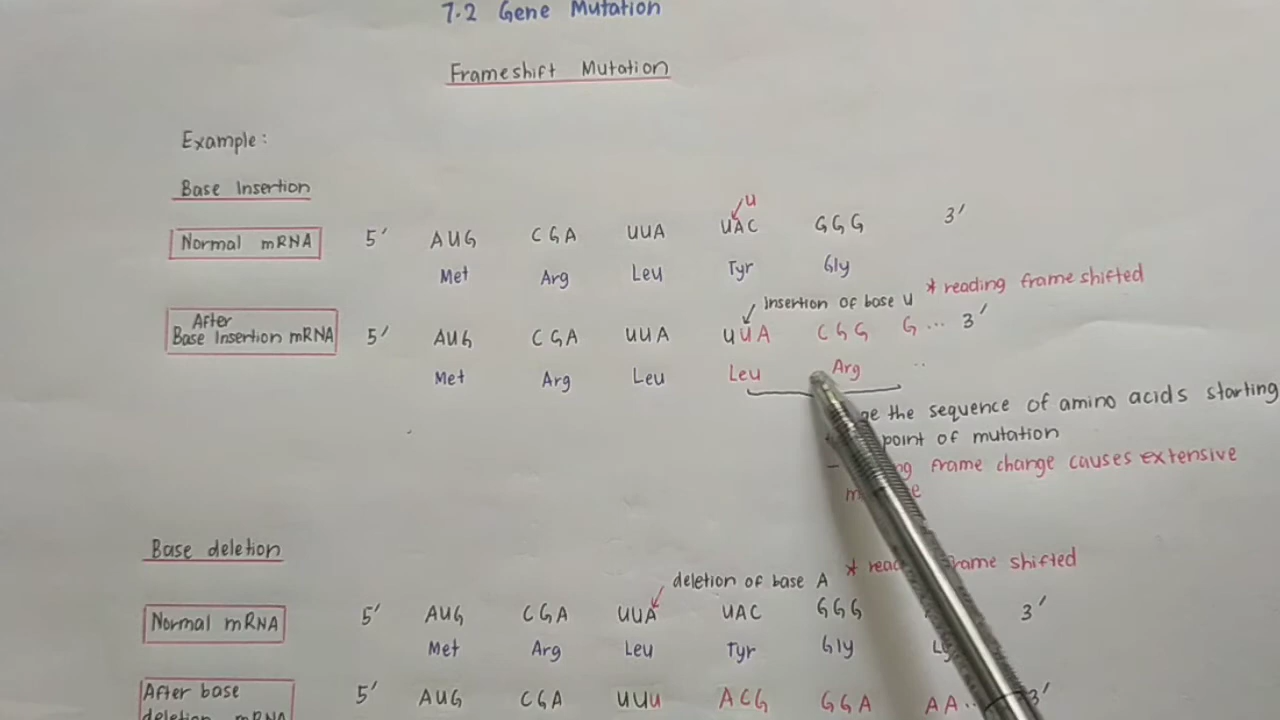 7.2 Gene Mutation
Frameshift Mutation
Example:
Base Insertion
u
Normal mRNA 5' AUG CGA UUA UAC GGG 3'
Met Arg Leu Tyr Gly
Insertion of base U * reading frame shifted
After
Base Insertion mRNA 5' AUG CGA UUA UUA CGG G... 3'
Met Arg Leu Leu Arg ..
the sequence of amino acids starting
point of mutation
- frame change causes extensive
Base deletion
deletion of base A * frame shifted
Normal mRNA 5' AUG CGA UUA UAC GGG 3'
Met Arg Leu Tyr Gly
After base
deletion mRNA 5' AUG CGA UUU ACG GGA AA.. 3'